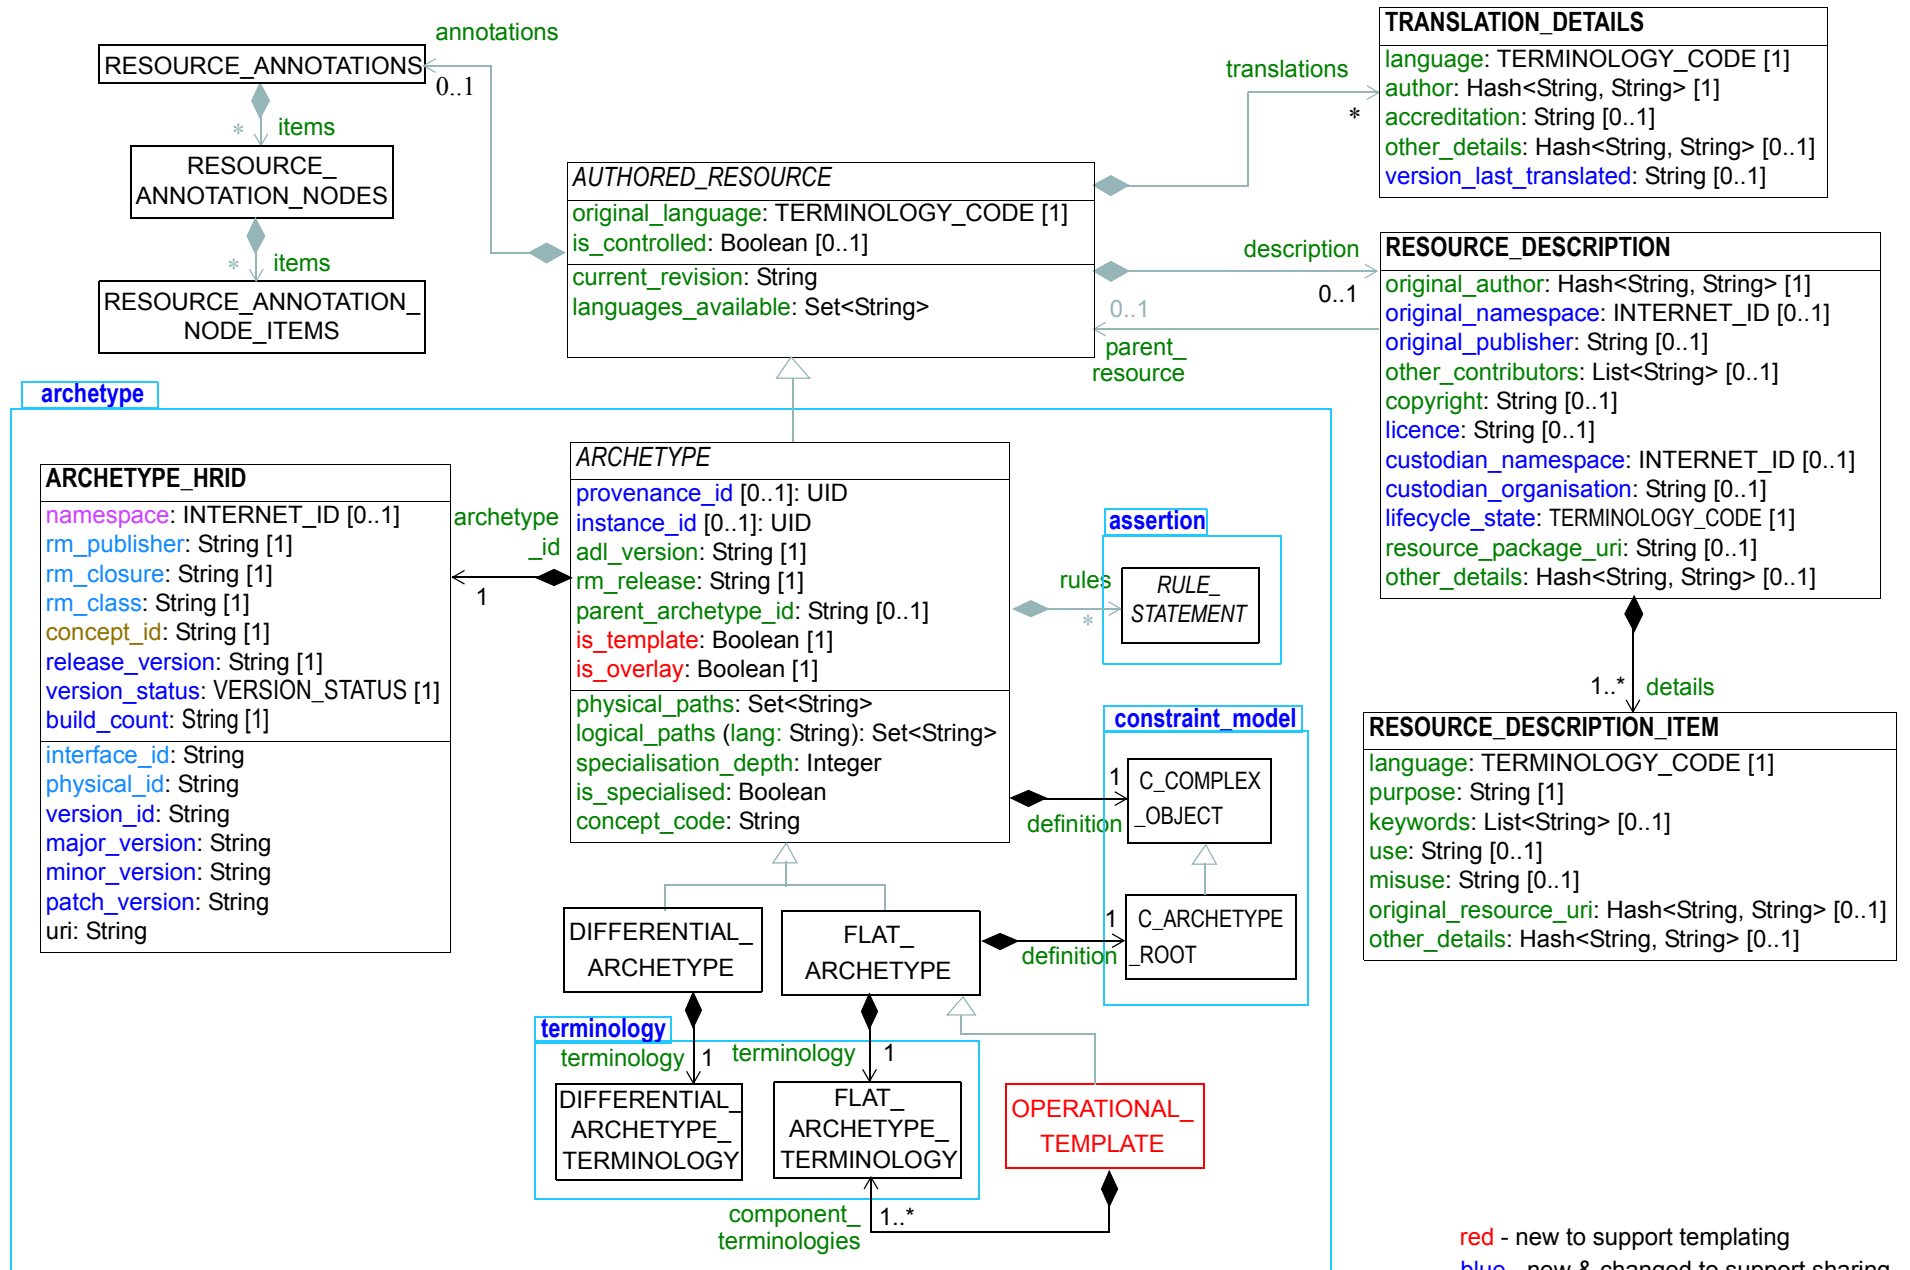 annotations
RESOURCE_ANNOTATIONS
0..1
* items
RESOURCE_
ANNOTATION_NODES
* items
RESOURCE_ANNOTATION_
NODE_ITEMS
AUTHORED_RESOURCE
original_language: TERMINOLOGY_CODE [1]
is_controlled: Boolean [0..1]
current_revision: String
languages_available: Set<String>
translations
*
description
0..1
0..1
parent_
resource
TRANSLATION_DETAILS
language: TERMINOLOGY_CODE [1]
author: Hash<String, String> [1]
accreditation: String [0..1]
other_details: Hash<String, String> [0..1]
version_last_translated: String [0..1]
RESOURCE_DESCRIPTION
original_author: Hash<String, String> [1]
original_namespace: INTERNET_ID [0..1]
original_publisher: String [0..1]
other_contributors: List<String> [0..1]
copyright: String [0..1]
licence: String [0..1]
custodian_namespace: INTERNET_ID [0..1]
custodian_organisation: String [0..1]
lifecycle_state: TERMINOLOGY_CODE [1]
resource_package_uri: String [0..1]
other_details: Hash<String, String> [0..1]
1..* details
RESOURCE_DESCRIPTION_ITEM
language: TERMINOLOGY_CODE [1]
purpose: String [1]
keywords: List<String> [0..1]
use: String [0..1]
misuse: String [0..1]
original_resource_uri: Hash<String, String> [0..1]
other_details: Hash<String, String> [0..1]
archetype
ARCHETYPE_HRID
namespace: INTERNET_ID [0..1]
rm_publisher: String [1]
rm_closure: String [1]
rm_class: String [1]
concept_id: String [1]
release_version: String [1]
version_status: VERSION_STATUS [1]
build_count: String [1]
interface_id: String
physical_id: String
version_id: String
major_version: String
minor_version: String
patch_version: String
uri: String
archetype
_id
1
ARCHETYPE
provenance_id [0..1]: UID
instance_id [0..1]: UID
adl_version: String [1]
rm_release: String [1]
parent_archetype_id: String [0..1]
is_template: Boolean [1]
is_overlay: Boolean [1]
physical_paths: Set<String>
logical_paths (lang: String): Set<String>
specialisation_depth: Integer
is_specialised: Boolean
concept_code: String
assertion
rules
*
RULE_
STATEMENT
constraint_model
1
definition
C_COMPLEX
_OBJECT
1
definition
C_ARCHETYPE
_ROOT
DIFFERENTIAL_
ARCHETYPE
FLAT_
ARCHETYPE
terminology
terminology 1
terminology 1
DIFFERENTIAL_
ARCHETYPE_
TERMINOLOGY
FLAT_
ARCHETYPE_
TERMINOLOGY
OPERATIONAL_
TEMPLATE
component_
terminologies
1..*
red - new to support templating
blue - new & changed to support sharing